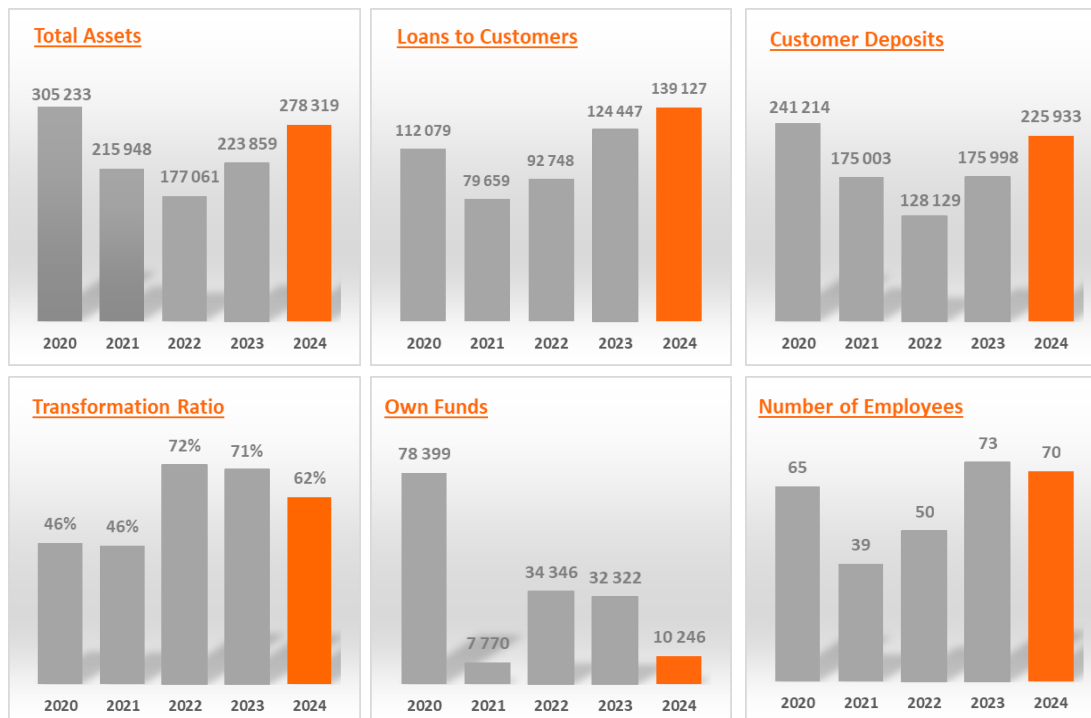 Total Assets
305 233
215 948
177 061
223 859
278 319
2020 2021 2022 2023 2024
Loans to Customers
112 079
79 659
92 748
124 447
139 127
2020 2021 2022 2023 2024
Customer Deposits
241 214
175 003
128 129
175 998
225 933
2020 2021 2022 2023 2024
Transformation Ratio
46%
46%
72%
71%
62%
2020 2021 2022 2023 2024
Own Funds
78 399
7 770
34 346
32 322
10 246
2020 2021 2022 2023 2024
Number of Employees
65
39
50
73
70
2020 2021 2022 2023 2024